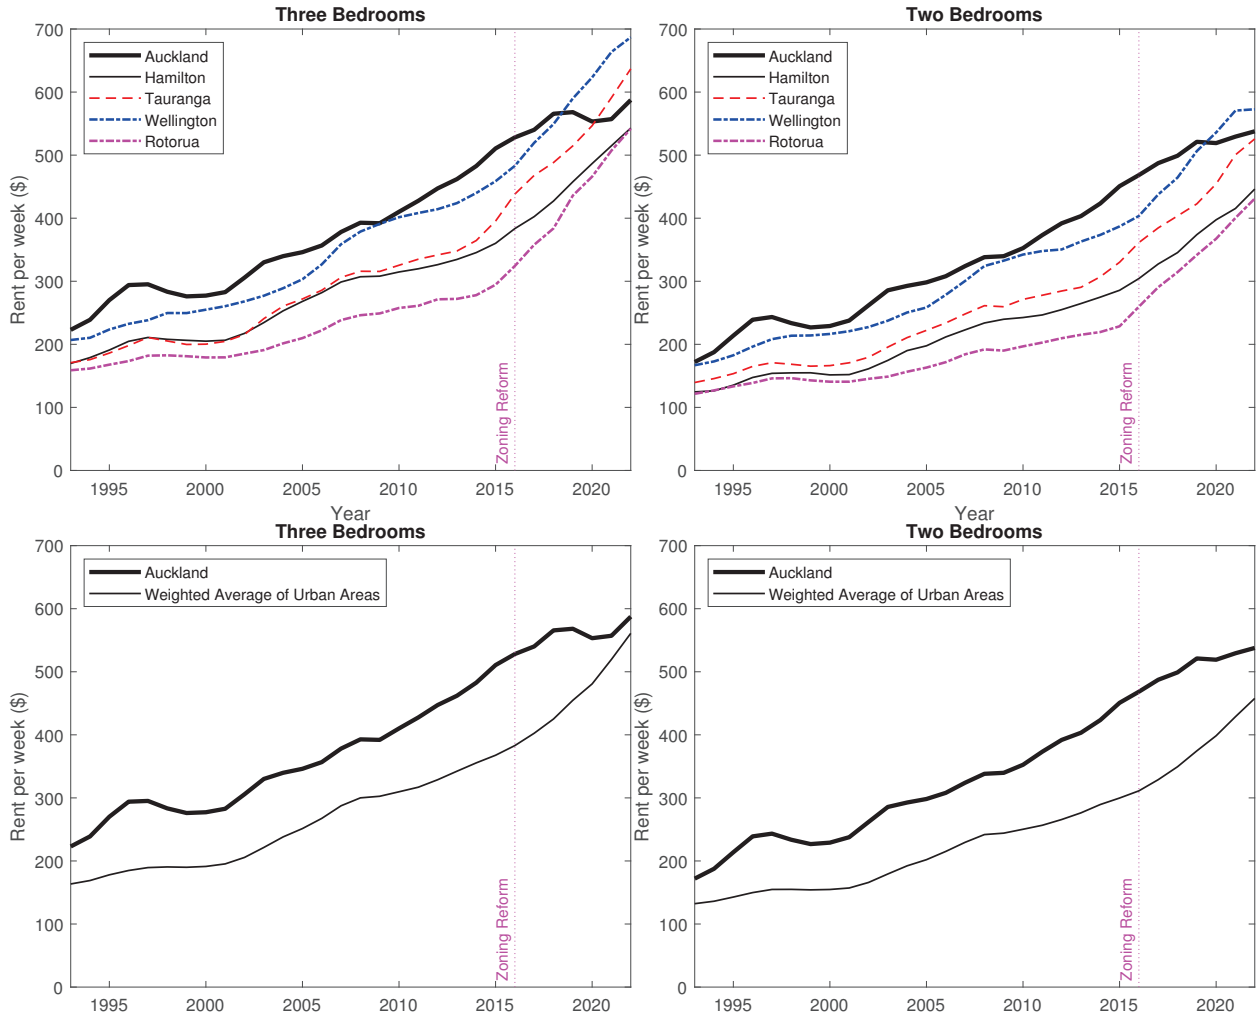 Three Bedrooms
Rent per week ($)
700
600
500
400
300
200
100
0
Auckland
Hamilton
Tauranga
Wellington
Rotorua
Zoning Reform
1995 2000 2005 2010 2015 2020
Year
Two Bedrooms
Rent per week ($)
700
600
500
400
300
200
100
0
Auckland
Hamilton
Tauranga
Wellington
Rotorua
Zoning Reform
1995 2000 2005 2010 2015 2020
Year
Three Bedrooms
Rent per week ($)
700
600
500
400
300
200
100
0
Auckland
Weighted Average of Urban Areas
Zoning Reform
1995 2000 2005 2010 2015 2020
Two Bedrooms
Rent per week ($)
700
600
500
400
300
200
100
0
Auckland
Weighted Average of Urban Areas
Zoning Reform
1995 2000 2005 2010 2015 2020